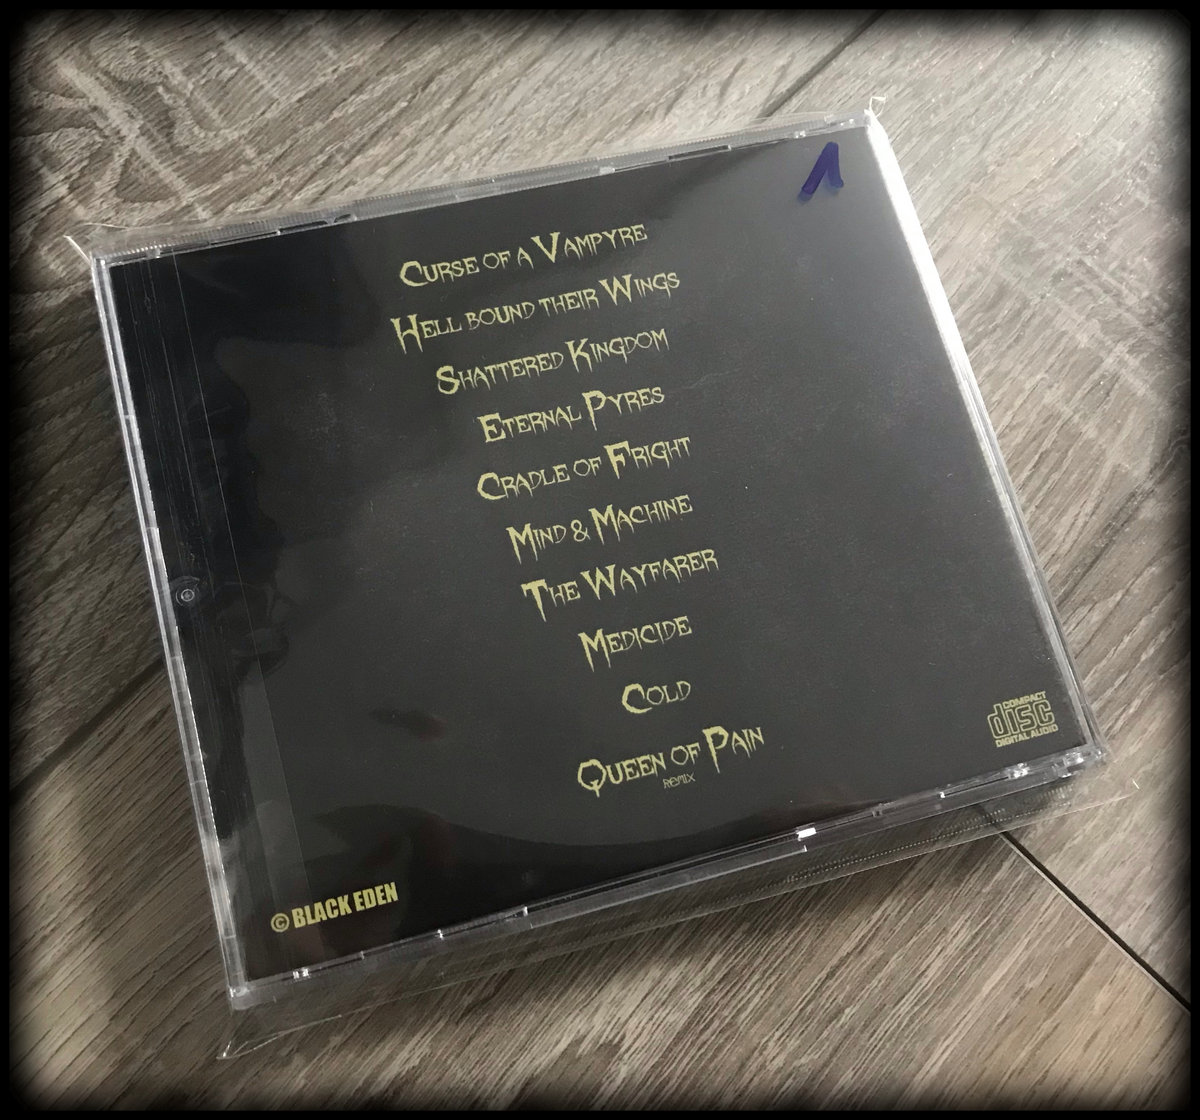 1
Curse of a Vampyre
Hell bound their Wings
Shattered Kingdom
Eternal Pyres
Cradle of Fright
Mind & Machine
The Wayfarer
Medicide
Cold
Queen of Pain
Remix
COMPACT
disc
DIGITAL AUDIO
© BLACK EDEN